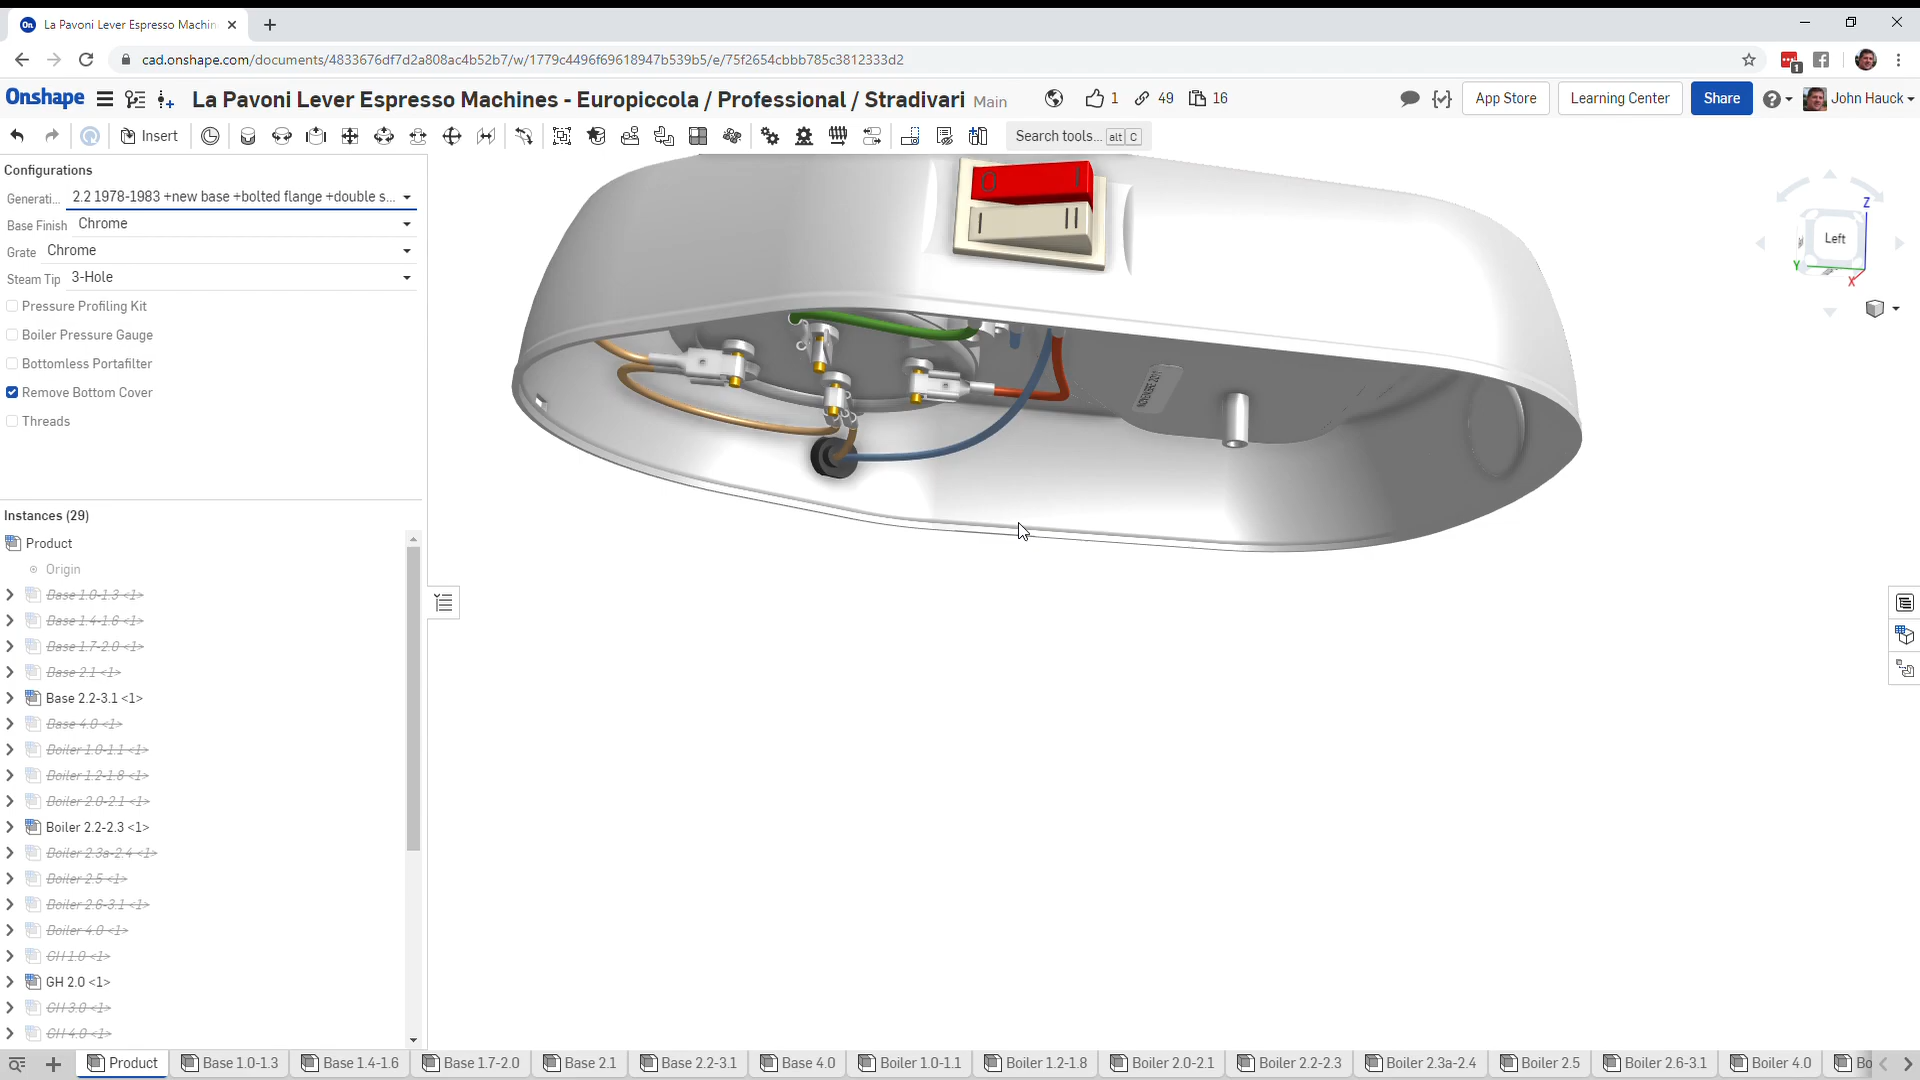 La Pavoni Lever Espresso Machin
cad.onshape.com/documents/4833676df7d2a808ac4b52b7/w/1779c4496f69618947b539b5/e/75f2654cbbb785c3812333d2
1
Onshape
La Pavoni Lever Espresso Machines - Europiccola / Professional / Stradivari Main
1
49
16
App Store
Learning Center
Share
John Hauck
Insert
Search tools... alt C
Configurations
Generati... 2.2 1978-1983 +new base +bolted flange +double s...
Base Finish Chrome
Grate Chrome
Steam Tip 3-Hole
Pressure Profiling Kit
Boiler Pressure Gauge
Bottomless Portafilter
Remove Bottom Cover
Threads
Instances (29)
Product
Origin
Base 1.0-1.3 <1>
Base 1.4-1.6 <1>
Base 1.7-2.0 <1>
Base 2.1 <1>
Base 2.2-3.1 <1>
Base 4.0 <1>
Boiler 1.0-1.1 <1>
Boiler 1.2-1.8 <1>
Boiler 2.0-2.1 <1>
Boiler 2.2-2.3 <1>
Boiler 2.3a-2.4 <1>
Boiler 2.5 <1>
Boiler 2.6-3.1 <1>
Boiler 4.0 <1>
GH 1.0 <1>
GH 2.0 <1>
GH 3.0 <1>
GH 4.0 <1>
0 I
I II
Left
Z
Y
X
Product
Base 1.0-1.3
Base 1.4-1.6
Base 1.7-2.0
Base 2.1
Base 2.2-3.1
Base 4.0
Boiler 1.0-1.1
Boiler 1.2-1.8
Boiler 2.0-2.1
Boiler 2.2-2.3
Boiler 2.3a-2.4
Boiler 2.5
Boiler 2.6-3.1
Boiler 4.0
Bo